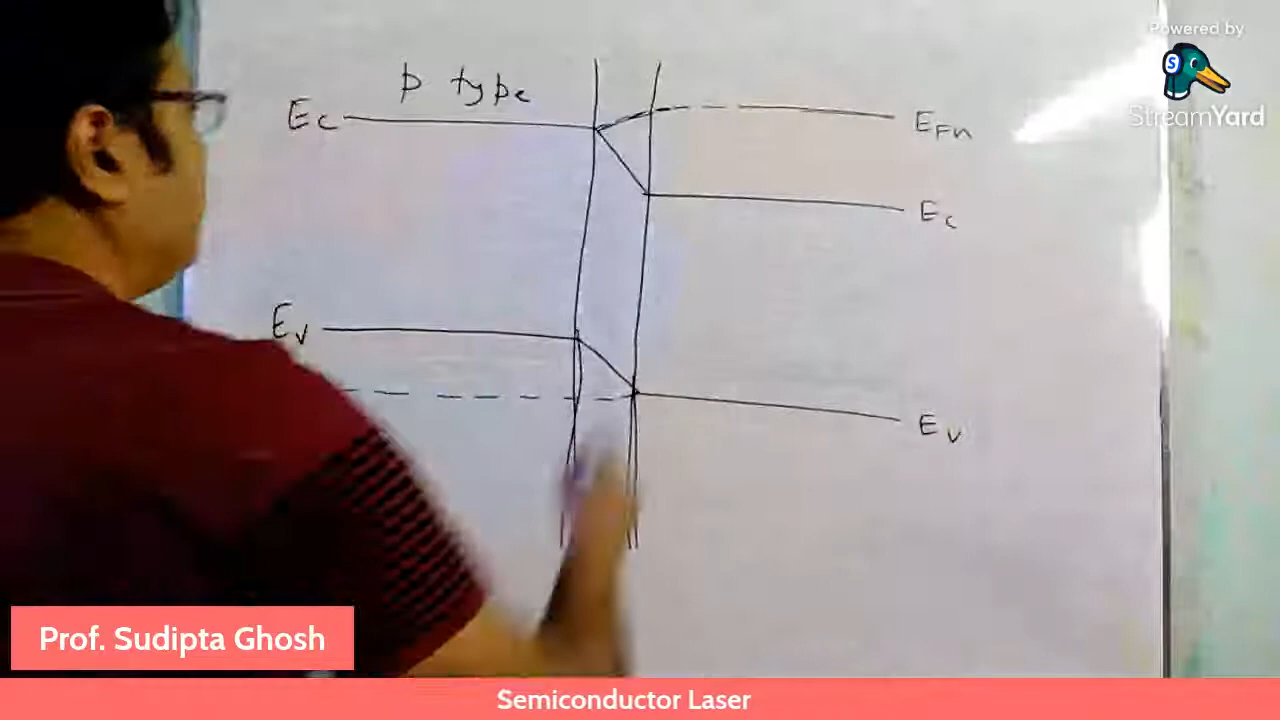 Powered by
StreamYard
p type
Ec
EFn
Ec
Ev
Ev
Prof. Sudipta Ghosh
Semiconductor Laser